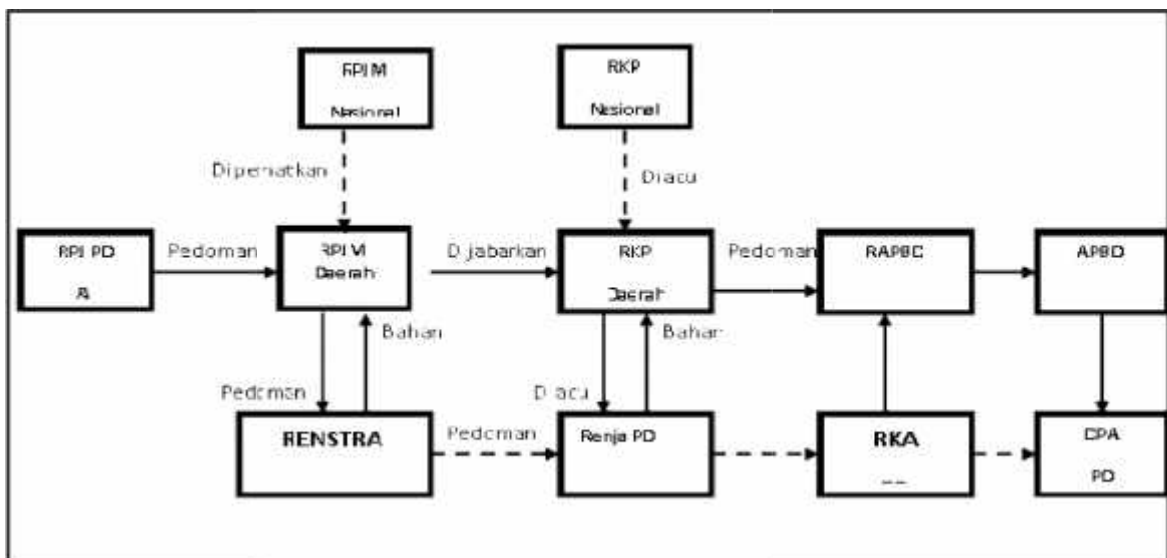 RPJM
RKP
Nasional
Nasional
Dipernatkan
Diacu
RPJPD
Pedoman
RPJM
Daerah
Dijabarkan
RKP
Daerah
Pedoman
RAPBD
APBD
Bahan
Bahan
Pedoman
Diacu
RENSTRA
Pedoman
Renja PD
RKA
DPA
PD